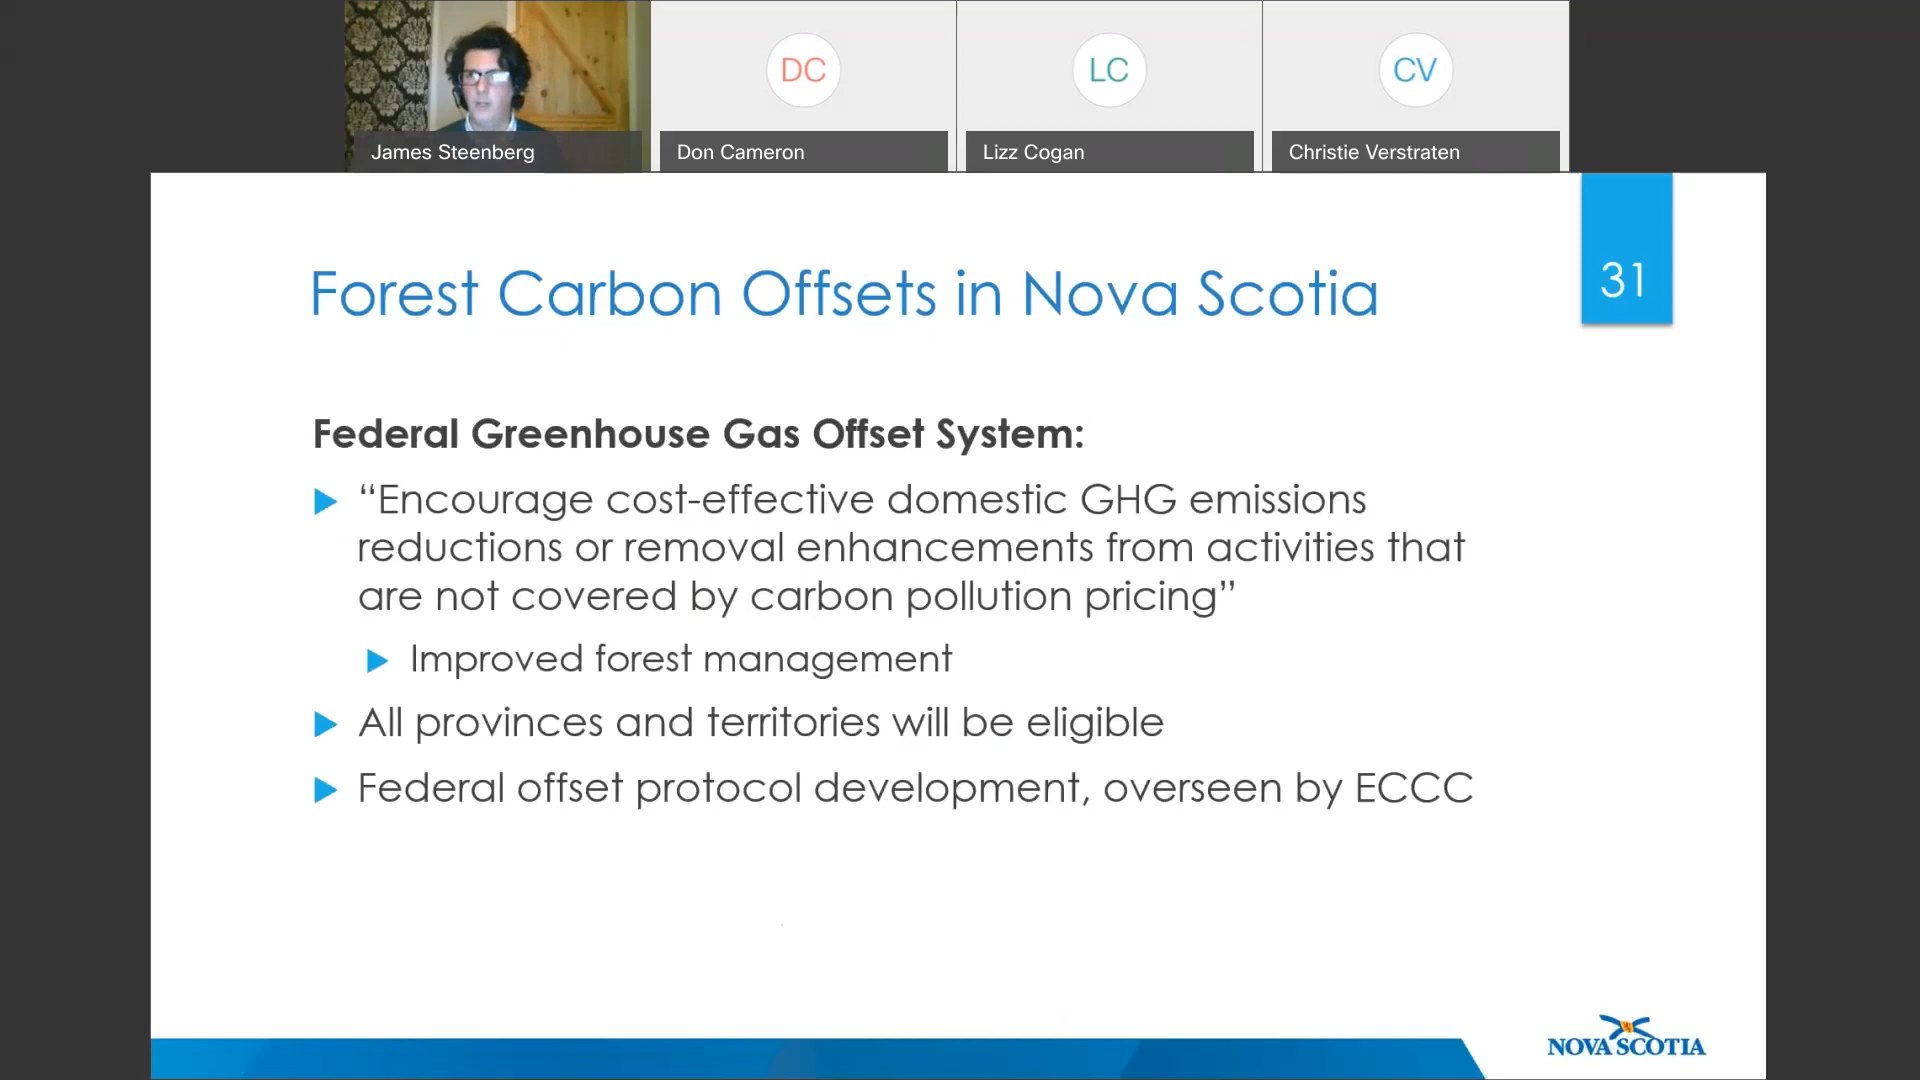 DC
LC
CV
James Steenberg
Don Cameron
Lizz Cogan
Christie Verstraten
31
Forest Carbon Offsets in Nova Scotia
Federal Greenhouse Gas Offset System:
“Encourage cost-effective domestic GHG emissions
reductions or removal enhancements from activities that
are not covered by carbon pollution pricing”
Improved forest management
All provinces and territories will be eligible
Federal offset protocol development, overseen by ECCC
NOVA SCOTIA